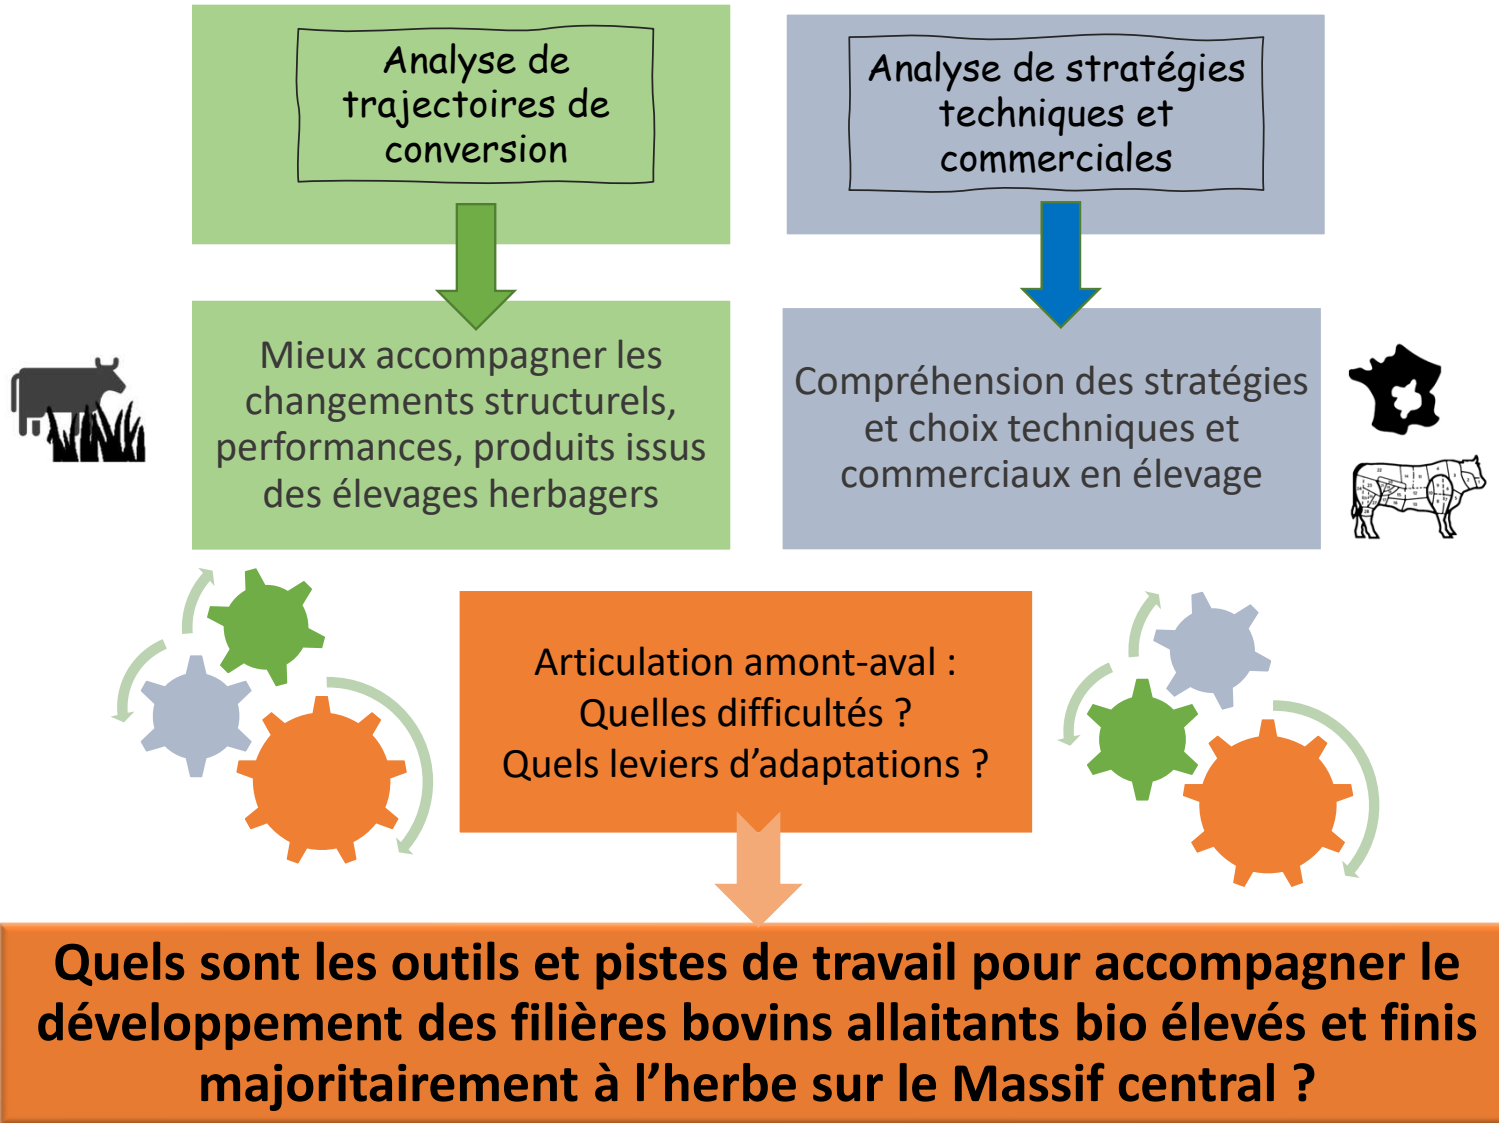 Analyse de
trajectoires de
conversion
Analyse de stratégies
techniques et
commerciales
Mieux accompagner les
changements structurels,
performances, produits issus
des élevages herbagers
Compréhension des stratégies
et choix techniques et
commerciaux en élevage
Articulation amont-aval :
Quelles difficultés ?
Quels leviers d’adaptations ?
Quels sont les outils et pistes de travail pour accompagner le
développement des filières bovins allaitants bio élevés et finis
majoritairement à l’herbe sur le Massif central ?